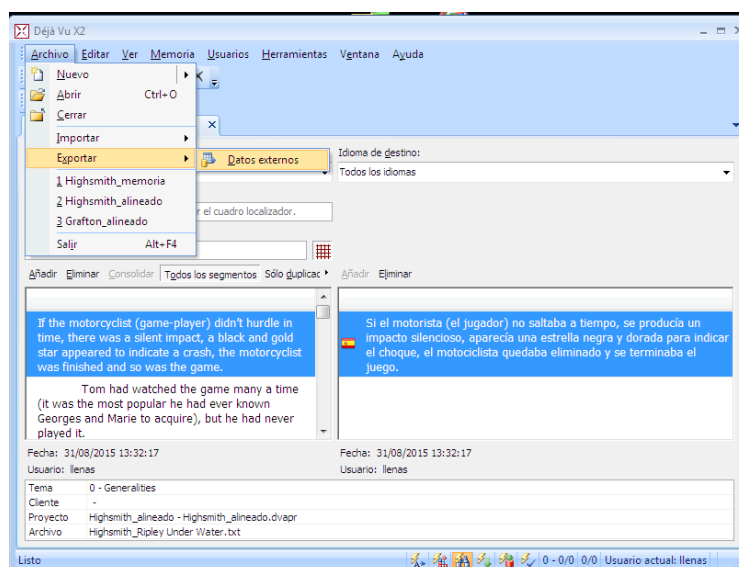 Déjà Vu X2
Archivo Editar Ver Memoria Usuarios Herramientas Ventana Ayuda
Nuevo
Abrir Ctrl+O
Cerrar
Importar
Exportar
Datos externos
1 Highsmith_memoria
2 Highsmith_alineado
3 Grafton_alineado
Salir Alt+F4
Idioma de destino:
Todos los idiomas
r el cuadro localizador.
Añadir Eliminar Consolidar Todos los segmentos Sólo duplicac Añadir Eliminar
If the motorcyclist (game-player) didn't hurdle in
time, there was a silent impact, a black and gold
star appeared to indicate a crash, the motorcyclist
was finished and so was the game.
Tom had watched the game many a time
(it was the most popular he had ever known
Georges and Marie to acquire), but he had never
played it.
Si el motorista (el jugador) no saltaba a tiempo, se producía un
impacto silencioso, aparecía una estrella negra y dorada para indicar
el choque, el motociclista quedaba eliminado y se terminaba el
juego.
Fecha: 31/08/2015 13:32:17 Fecha: 31/08/2015 13:32:17
Usuario: llenas Usuario: llenas
Tema 0 - Generalities
Cliente -
Proyecto Highsmith_alineado - Highsmith_alineado.dvapr
Archivo Highsmith_Ripley Under Water.txt
Listo 0 - 0/0 0/0 Usuario actual: llenas